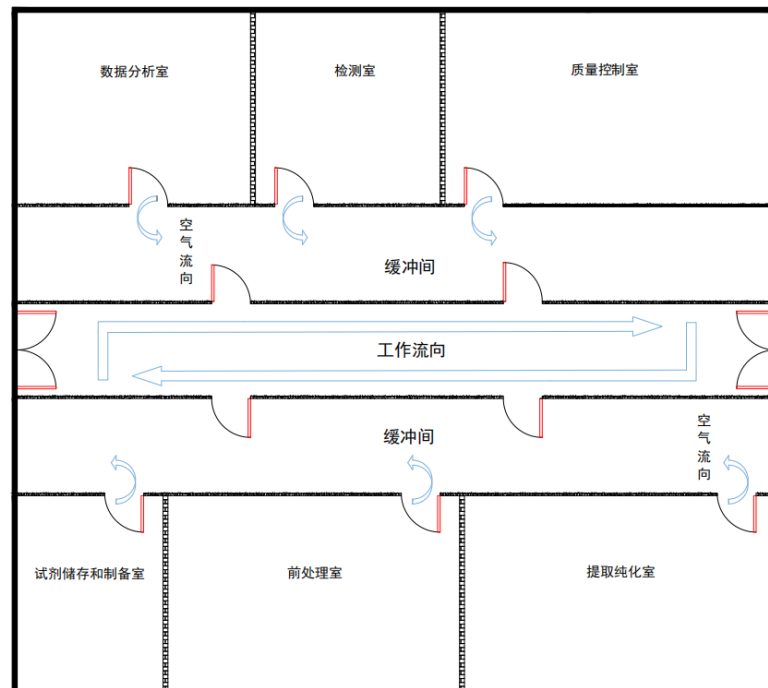 数据分析室
检测室
质量控制室
空气流向
缓冲间
工作流向
缓冲间
空气流向
试剂储存和制备室
前处理室
提取纯化室